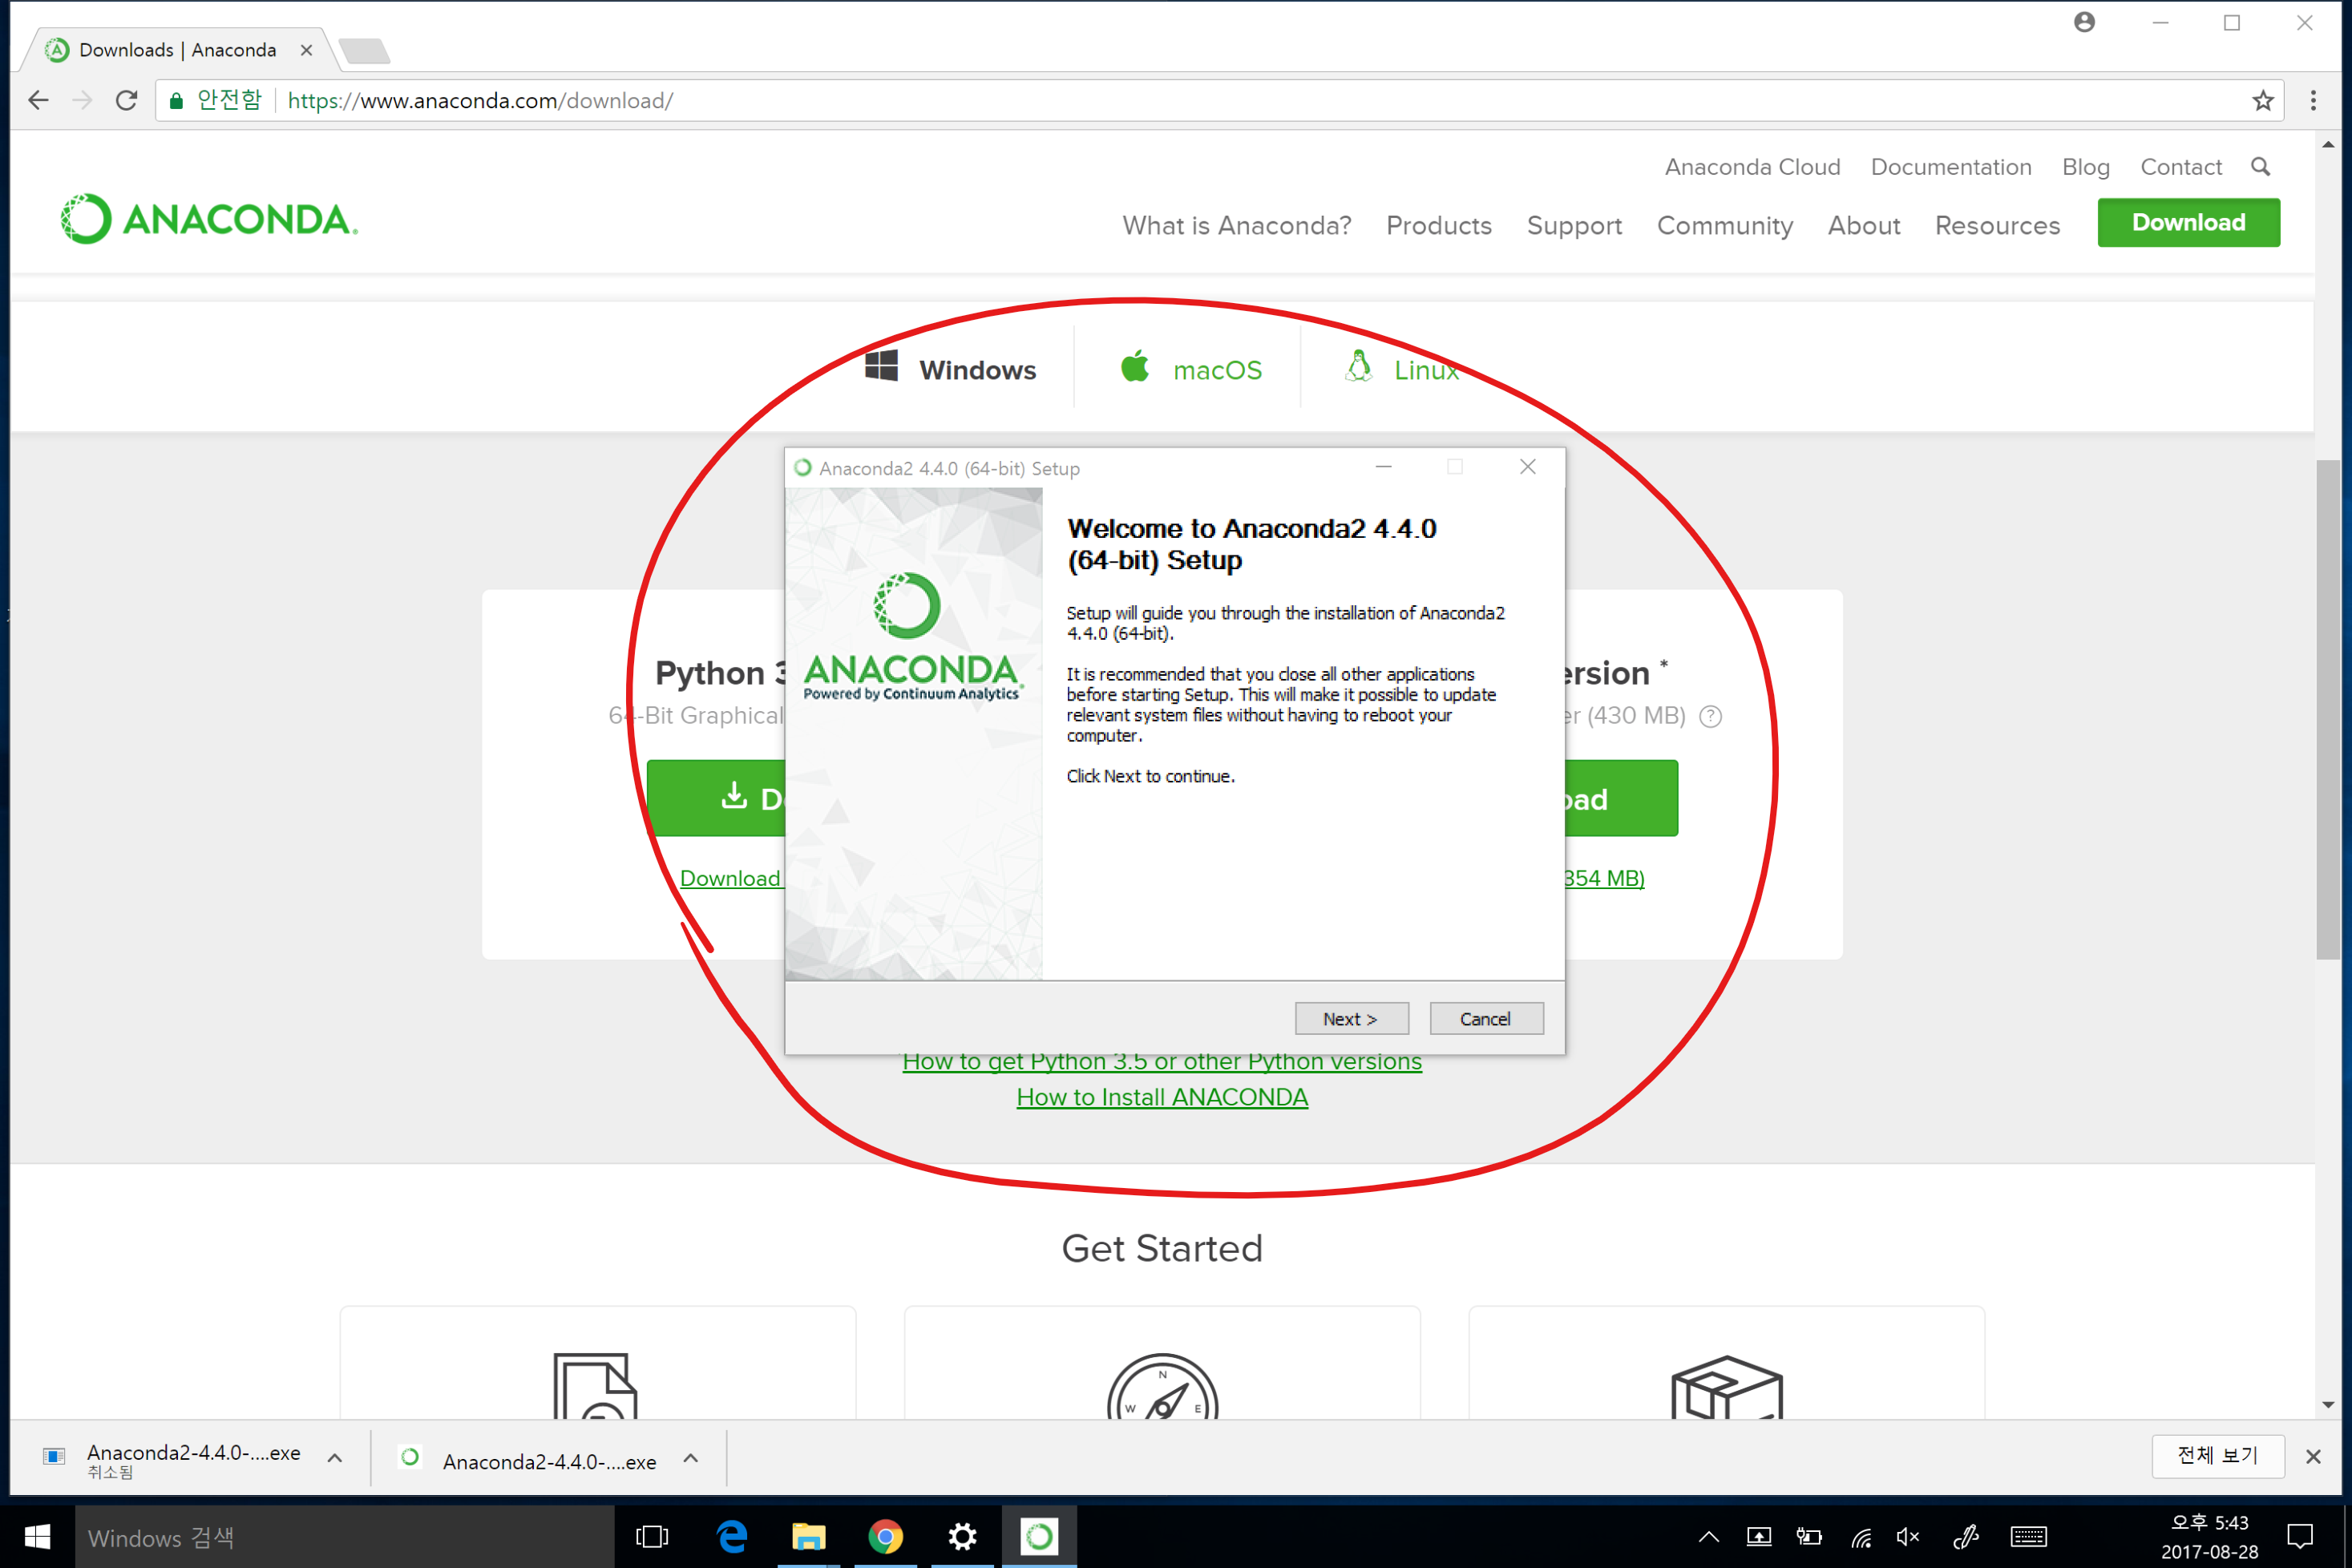 Downloads | Anaconda
안전함 https://www.anaconda.com/download/
Anaconda Cloud Documentation Blog Contact
ANACONDA.
What is Anaconda? Products Support Community About Resources Download
Windows macOS Linux
Anaconda2 4.4.0 (64-bit) Setup
Welcome to Anaconda2 4.4.0
(64-bit) Setup
Setup will guide you through the installation of Anaconda2
4.4.0 (64-bit).
It is recommended that you close all other applications
before starting Setup. This will make it possible to update
relevant system files without having to reboot your
computer.
Click Next to continue.
ANACONDA
Powered by Continuum Analytics
Next > Cancel
Python 3
ersion *
64-Bit Graphical
er (430 MB) ?
D
oad
Download
354 MB)
How to get Python 3.5 or other Python versions
How to Install ANACONDA
Get Started
N
W E
Anaconda2-4.4.0-....exe
취소됨
Anaconda2-4.4.0-....exe
전체 보기
Windows 검색
오후 5:43
2017-08-28